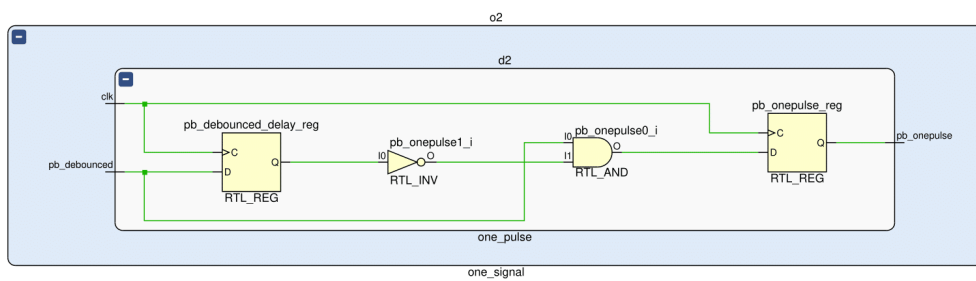 o2
d2
clk
pb_debounced_delay_reg
pb_onepulse1_i
pb_onepulse0_i
pb_onepulse_reg
pb_debounced
pb_onepulse
C
D
Q
RTL_REG
I0
O
RTL_INV
I0
I1
O
RTL_AND
C
D
Q
RTL_REG
one_pulse
one_signal